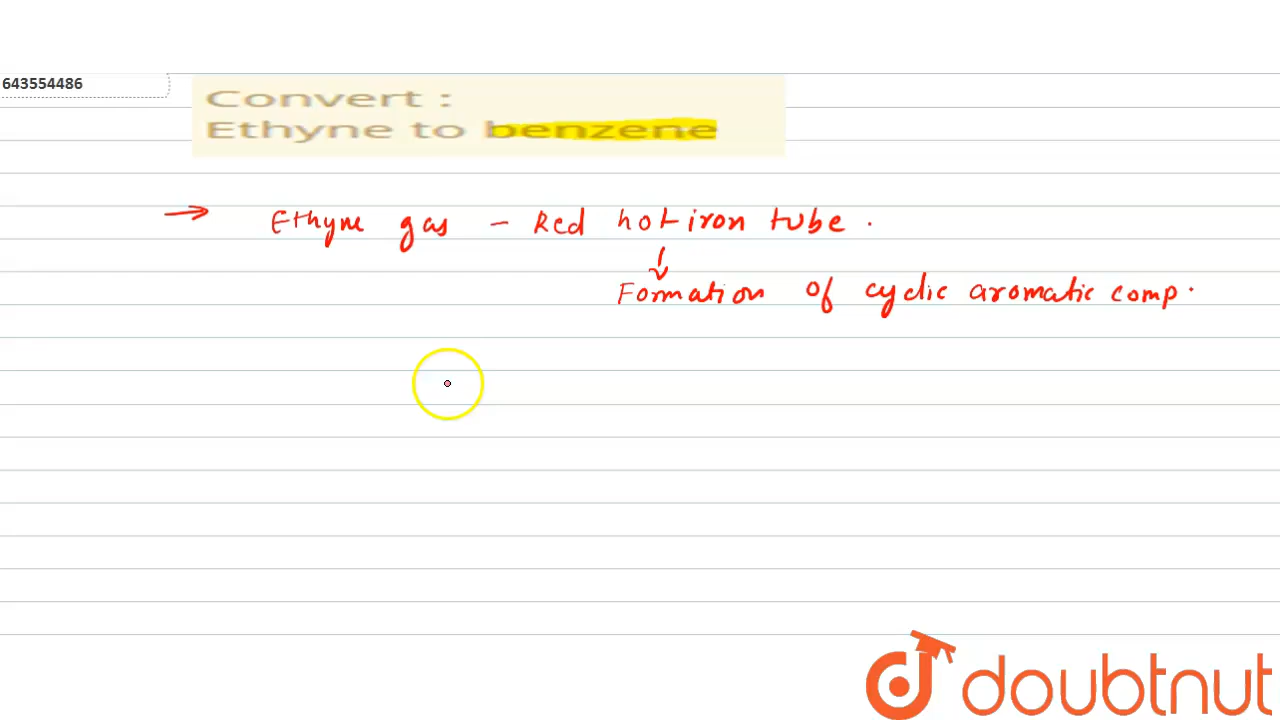 643554486
Convert :
Ethyne to benzene
→ Ethyne gas – Red hot iron tube .
↓
Formation of cyclic aromatic comp .
doubtnut